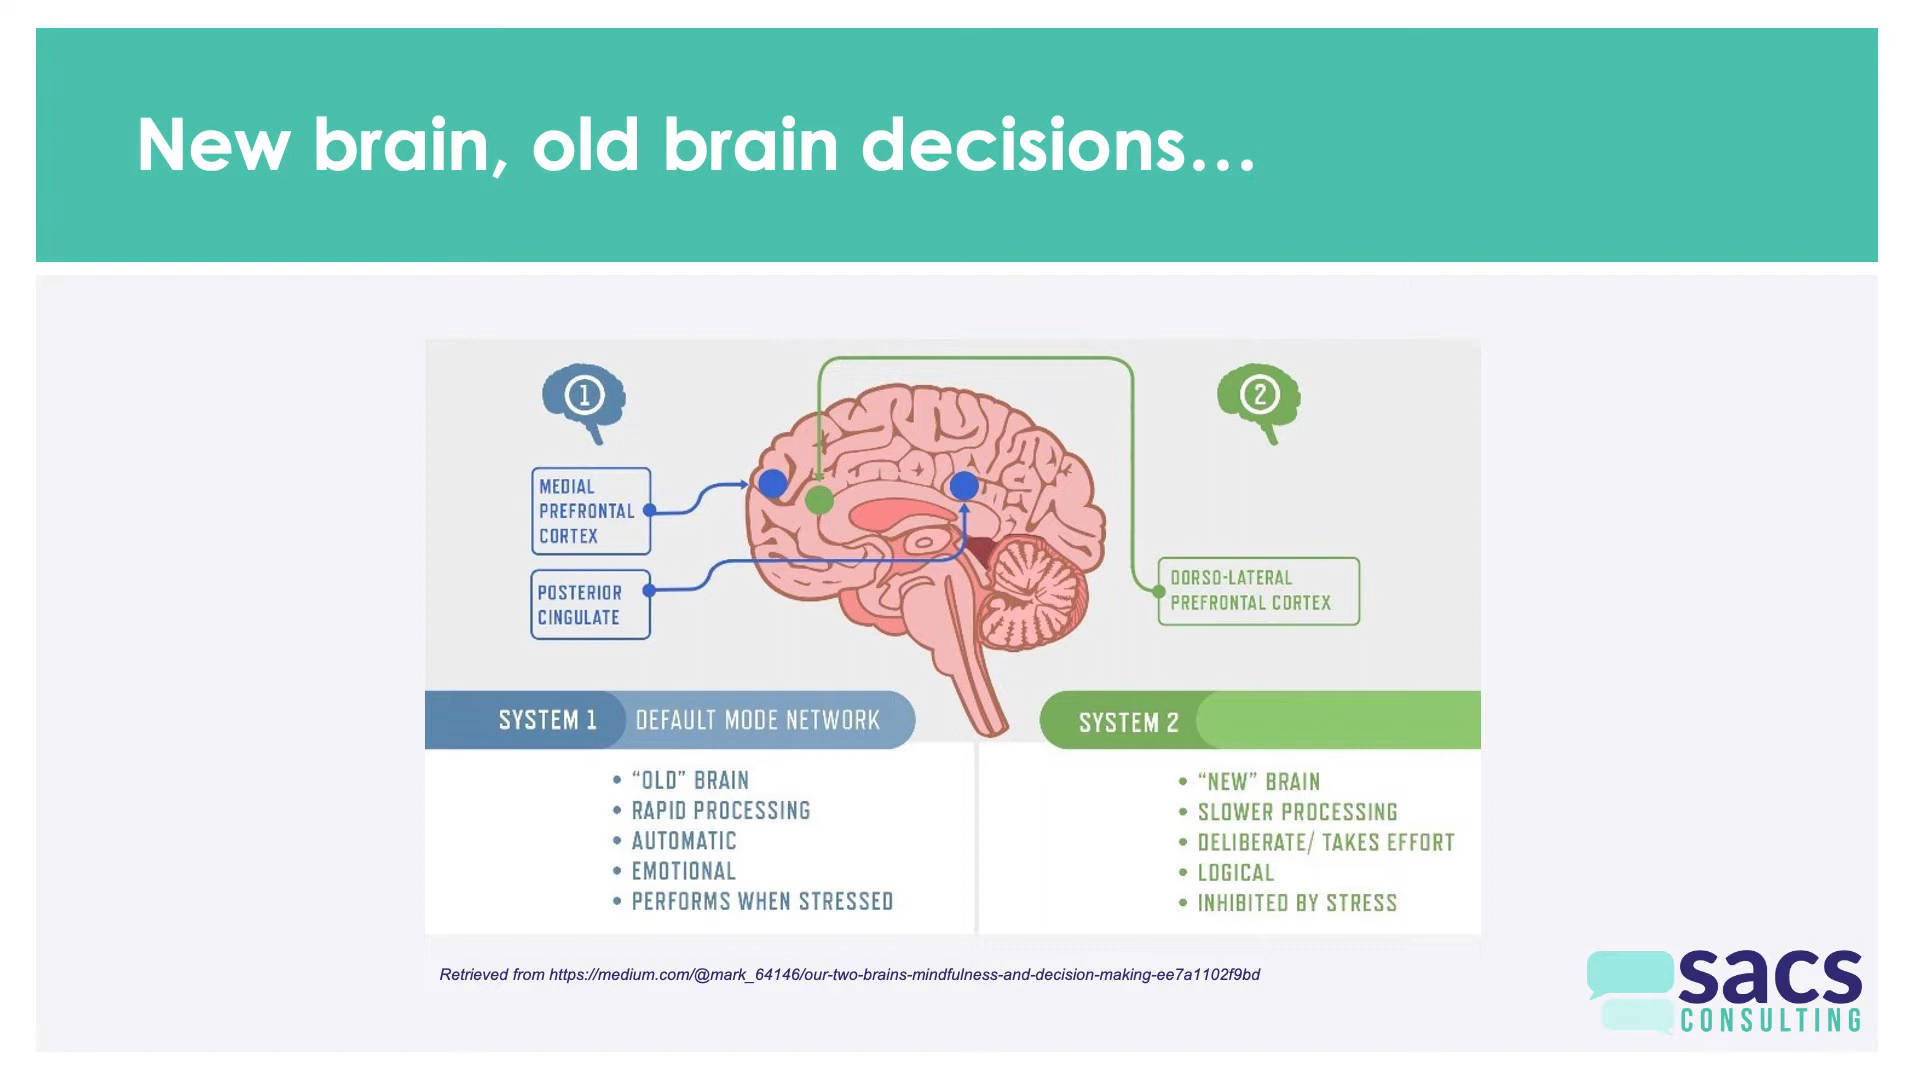 New brain, old brain decisions...
1
2
MEDIAL
PREFRONTAL
CORTEX
POSTERIOR
CINGULATE
DORSO-LATERAL
PREFRONTAL CORTEX
SYSTEM 1 DEFAULT MODE NETWORK
• “OLD” BRAIN
• RAPID PROCESSING
• AUTOMATIC
• EMOTIONAL
• PERFORMS WHEN STRESSED
SYSTEM 2
• “NEW” BRAIN
• SLOWER PROCESSING
• DELIBERATE/ TAKES EFFORT
• LOGICAL
• INHIBITED BY STRESS
Retrieved from https://medium.com/@mark_64146/our-two-brains-mindfulness-and-decision-making-ee7a1102f9bd
sacs
CONSULTING